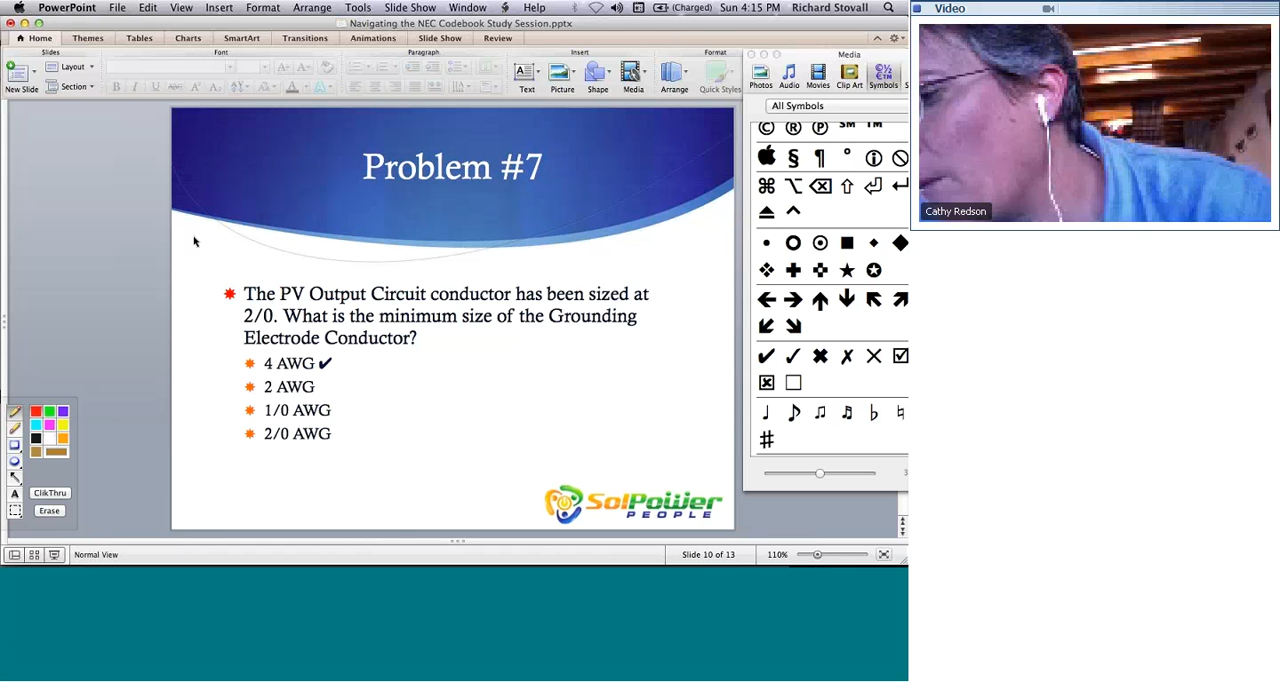 PowerPoint File Edit View Insert Format Arrange Tools Slide Show Window Help (Charged) Sat 4:15 PM Richard Stovall
Navigating the NEC Codebook Study Session.pptx
Home Themes Tables Charts SmartArt Transitions Animations Slide Show Review
Slides Font Paragraph Insert Format
New Slide Layout Section
B I U ABC A A Text Picture Shape Media Arrange Quick Styles
Media
Photos Audio Movies Clip Art Symbols S
All Symbols
© ® ℗ SM TM
Problem #7
The PV Output Circuit conductor has been sized at
2/0. What is the minimum size of the Grounding
Electrode Conductor?
4 AWG ✔
2 AWG
1/0 AWG
2/0 AWG
SolPower
PEOPLE
A
ClikThru
Erase
Normal View Slide 10 of 13 110%
Video
Cathy Redson